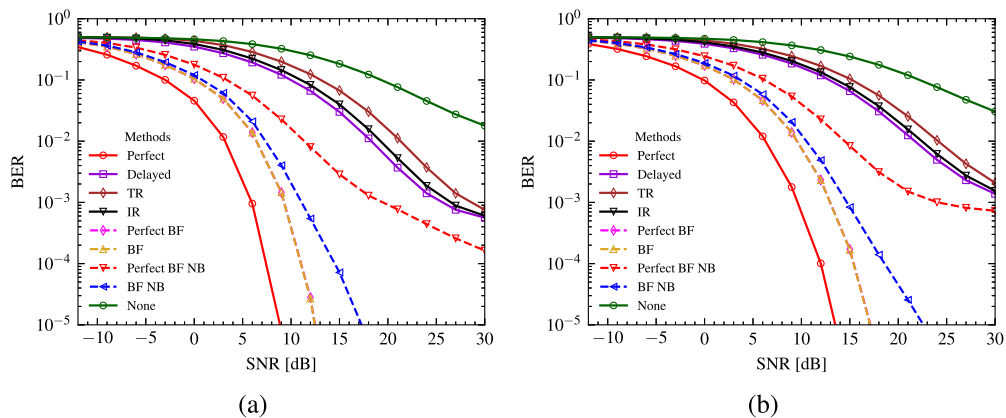 10^0
10^-1
10^-2
10^-3
10^-4
10^-5
BER
Methods
Perfect
Delayed
TR
IR
Perfect BF
BF
Perfect BF NB
BF NB
None
−10 −5 0 5 10 15 20 25 30
SNR [dB]
(a)
10^0
10^-1
10^-2
10^-3
10^-4
10^-5
BER
Methods
Perfect
Delayed
TR
IR
Perfect BF
BF
Perfect BF NB
BF NB
None
−10 −5 0 5 10 15 20 25 30
SNR [dB]
(b)